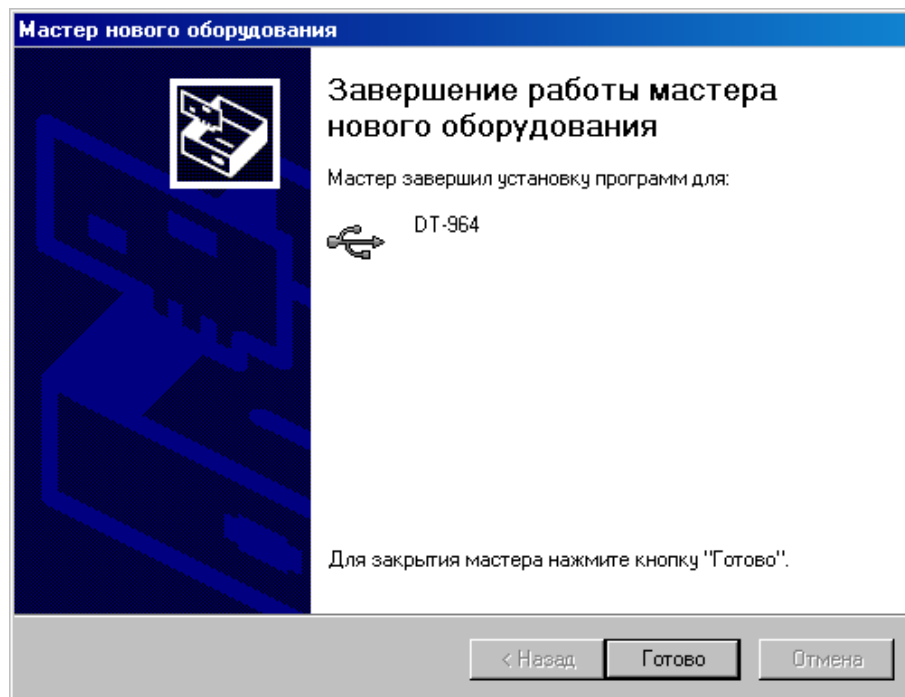 Мастер нового оборудования
Завершение работы мастера
нового оборудования
Мастер завершил установку программ для:
DT-964
Для закрытия мастера нажмите кнопку "Готово".
< Назад
Готово
Отмена